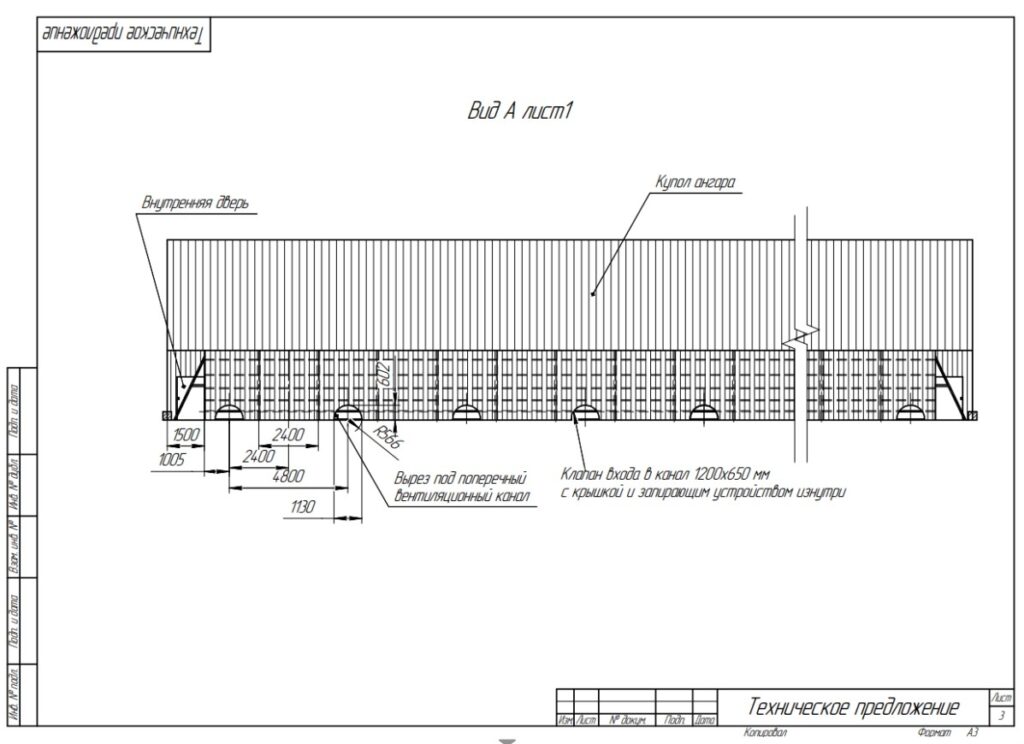 Техническое предложение
Вид А лист1
Купол ангара
Внутренняя дверь
602
R566
1500
2400
1005
2400
4800
1130
Вырез под поперечный
вентиляционный канал
Клапан входа в канал 1200х650 мм
с крышкой и запирающим устройством изнутри
Подп. и дата
Инв. № дубл.
Взам. инв. №
Подп. и дата
Инв. № подл.
Изм. Лист № докум. Подп. Дата
Техническое предложение
Лист
3
Копировал Формат А3